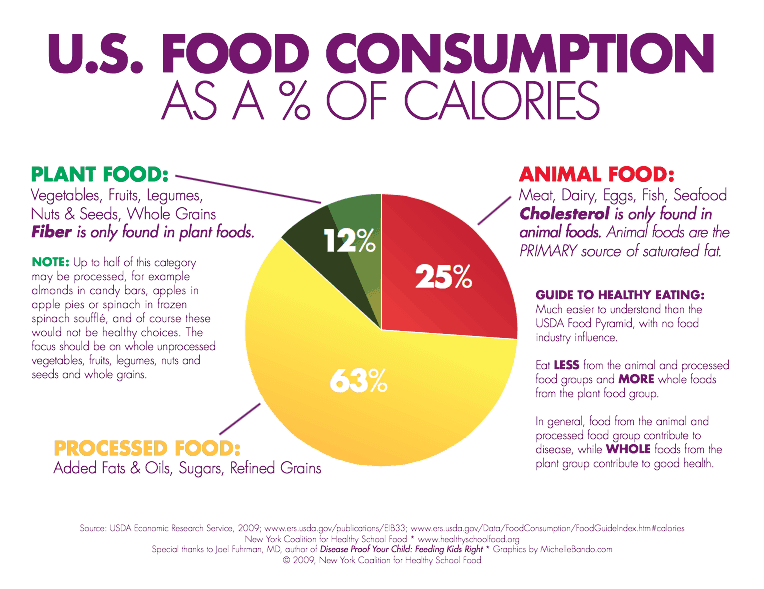 U.S. FOOD CONSUMPTION
AS A % OF CALORIES
PLANT FOOD:
Vegetables, Fruits, Legumes,
Nuts & Seeds, Whole Grains
Fiber is only found in plant foods.
NOTE: Up to half of this category
may be processed, for example
almonds in candy bars, apples in
apple pies or spinach in frozen
spinach soufflé, and of course these
would not be healthy choices. The
focus should be on whole unprocessed
vegetables, fruits, legumes, nuts and
seeds and whole grains.
12%
25%
63%
ANIMAL FOOD:
Meat, Dairy, Eggs, Fish, Seafood
Cholesterol is only found in
animal foods. Animal foods are the
PRIMARY source of saturated fat.
GUIDE TO HEALTHY EATING:
Much easier to understand than the
USDA Food Pyramid, with no food
industry influence.
Eat LESS from the animal and processed
food groups and MORE whole foods
from the plant food group.
In general, food from the animal and
processed food group contribute to
disease, while WHOLE foods from the
plant group contribute to good health.
PROCESSED FOOD:
Added Fats & Oils, Sugars, Refined Grains
Source: USDA Economic Research Service, 2009; www.ers.usda.gov/publications/EIB33; www.ers.usda.gov/Data/FoodConsumption/FoodGuideIndex.htm#calories
New York Coalition for Healthy School Food * www.healthyschoolfood.org
Special thanks to Joel Fuhrman, MD, author of Disease Proof Your Child: Feeding Kids Right * Graphics by MichelleBando.com
© 2009, New York Coalition for Healthy School Food